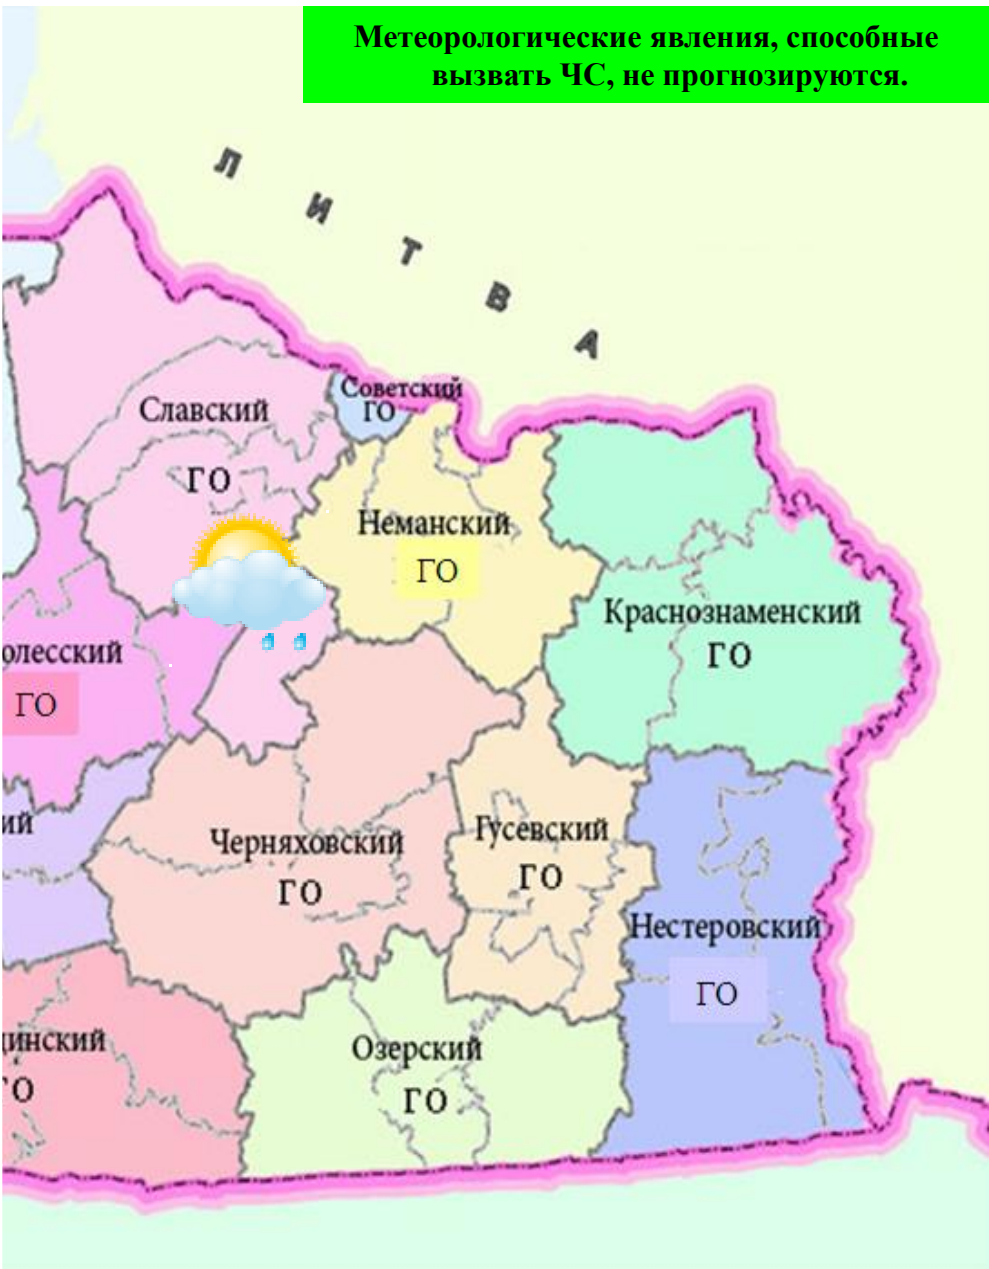 Метеорологические явления, способные
вызвать ЧС, не прогнозируются.
ЛИТВА
Советский
ГО
Славский
ГО
Неманский
ГО
Краснознаменский
ГО
олесский
ГО
ий
Черняховский
ГО
Гусевский
ГО
Нестеровский
ГО
динский
ГО
Озерский
ГО